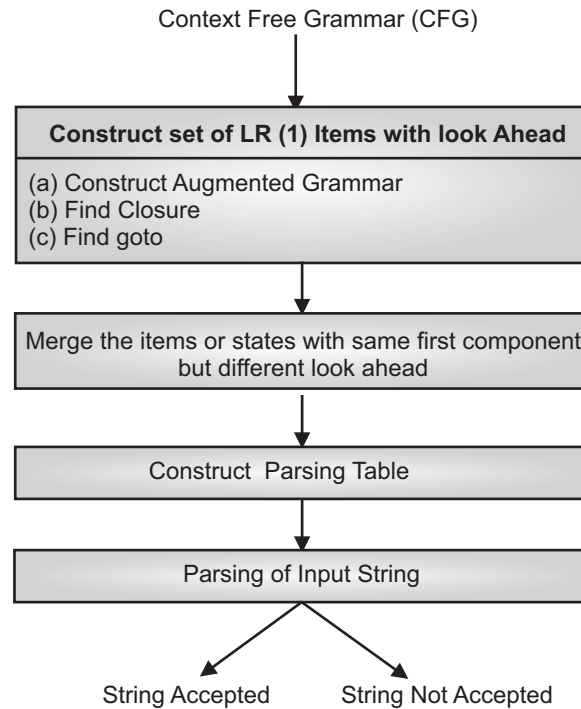 Context Free Grammar (CFG)
Construct set of LR (1) Items with look Ahead
(a) Construct Augmented Grammar
(b) Find Closure
(c) Find goto
Merge the items or states with same first component
but different look ahead
Construct Parsing Table
Parsing of Input String
String Accepted
String Not Accepted